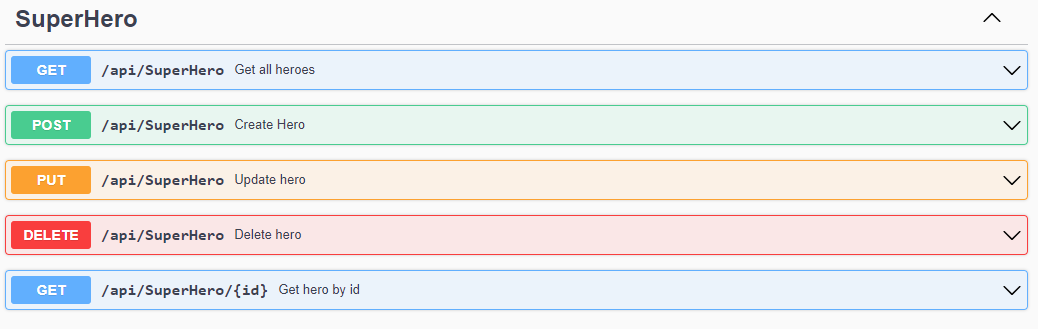 SuperHero
GET /api/SuperHero Get all heroes
POST /api/SuperHero Create Hero
PUT /api/SuperHero Update hero
DELETE /api/SuperHero Delete hero
GET /api/SuperHero/{id} Get hero by id